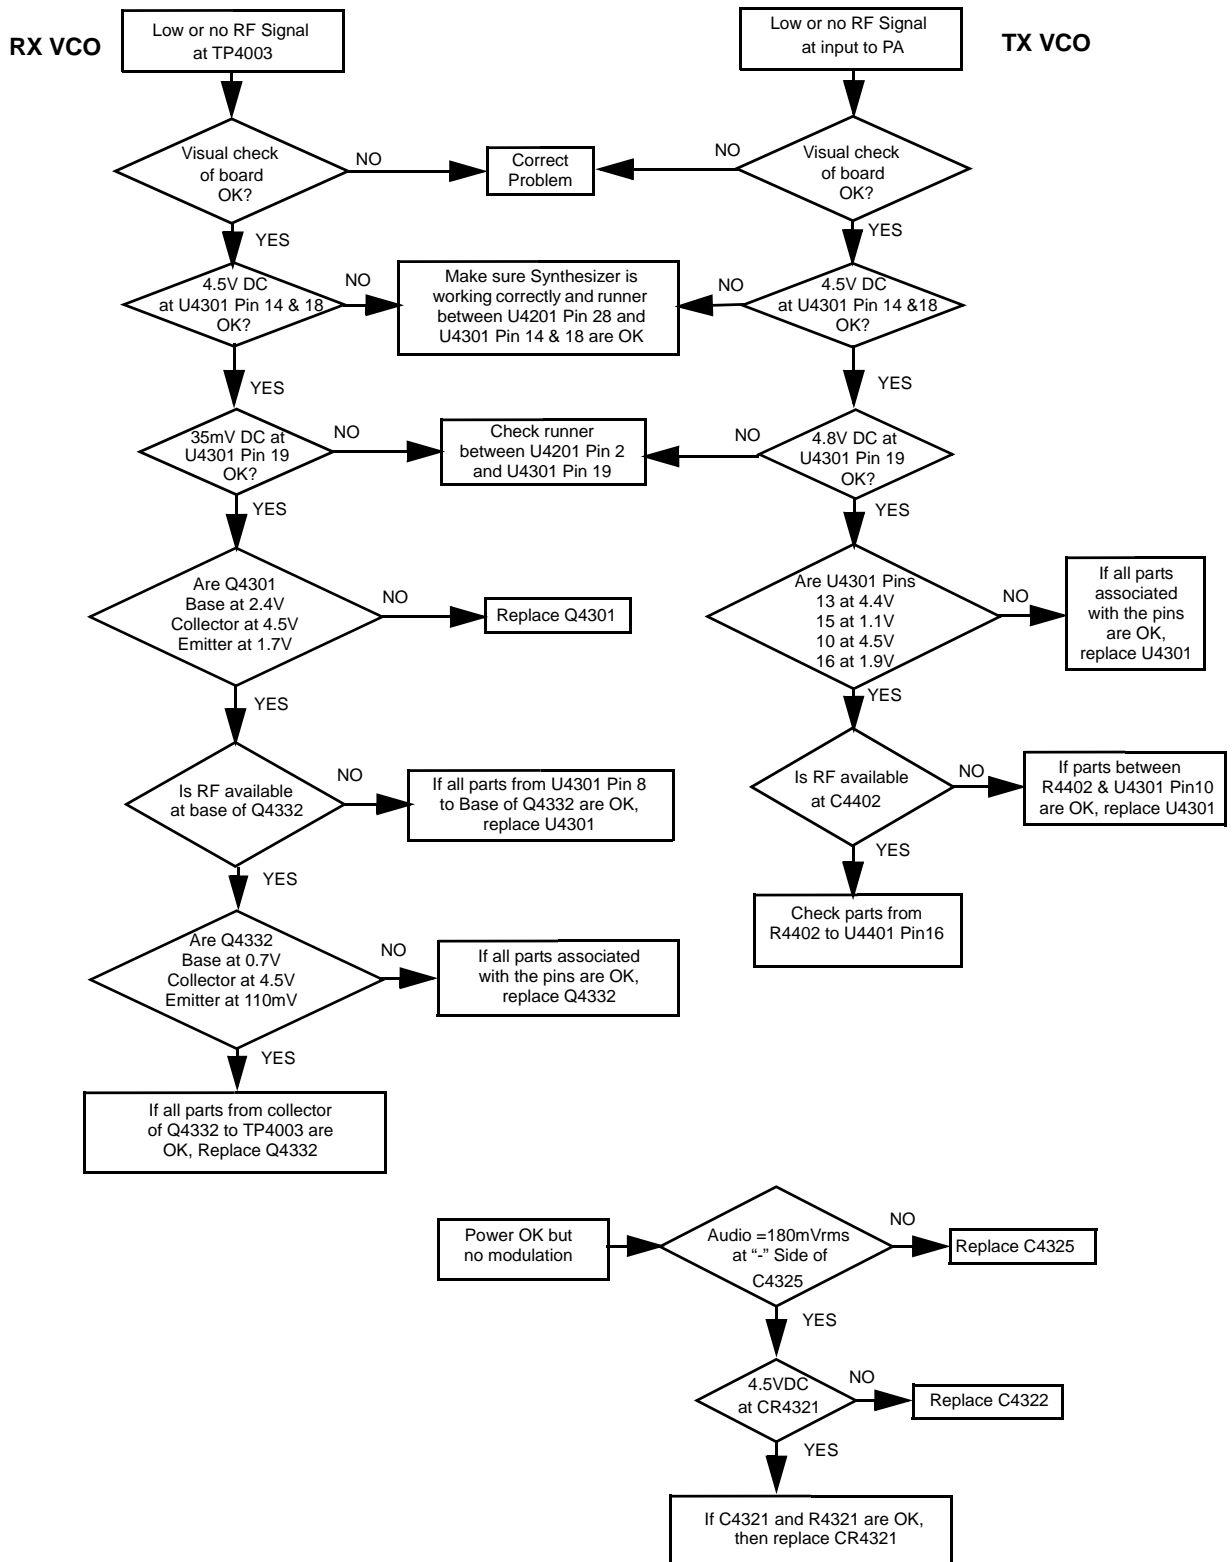 RX VCO
Low or no RF Signal
at TP4003
Visual check
of board
OK?
NO
YES
Correct
Problem
4.5V DC
at U4301 Pin 14 & 18
OK?
NO
YES
Make sure Synthesizer is
working correctly and runner
between U4201 Pin 28 and
U4301 Pin 14 & 18 are OK
35mV DC at
U4301 Pin 19
OK?
NO
YES
Check runner
between U4201 Pin 2
and U4301 Pin 19
Are Q4301
Base at 2.4V
Collector at 4.5V
Emitter at 1.7V
NO
YES
Replace Q4301
Is RF available
at base of Q4332
NO
YES
If all parts from U4301 Pin 8
to Base of Q4332 are OK,
replace U4301
Are Q4332
Base at 0.7V
Collector at 4.5V
Emitter at 110mV
NO
YES
If all parts associated
with the pins are OK,
replace Q4332
If all parts from collector
of Q4332 to TP4003 are
OK, Replace Q4332
TX VCO
Low or no RF Signal
at input to PA
Visual check
of board
OK?
NO
YES
4.5V DC
at U4301 Pin 14 &18
OK?
NO
YES
4.8V DC at
U4301 Pin 19
OK?
NO
YES
Are U4301 Pins
13 at 4.4V
15 at 1.1V
10 at 4.5V
16 at 1.9V
NO
YES
If all parts
associated
with the pins
are OK,
replace U4301
Is RF available
at C4402
NO
YES
If parts between
R4402 & U4301 Pin10
are OK, replace U4301
Check parts from
R4402 to U4401 Pin16
Power OK but
no modulation
Audio =180mVrms
at “-” Side of
C4325
NO
YES
Replace C4325
4.5VDC
at CR4321
NO
YES
Replace C4322
If C4321 and R4321 are OK,
then replace CR4321